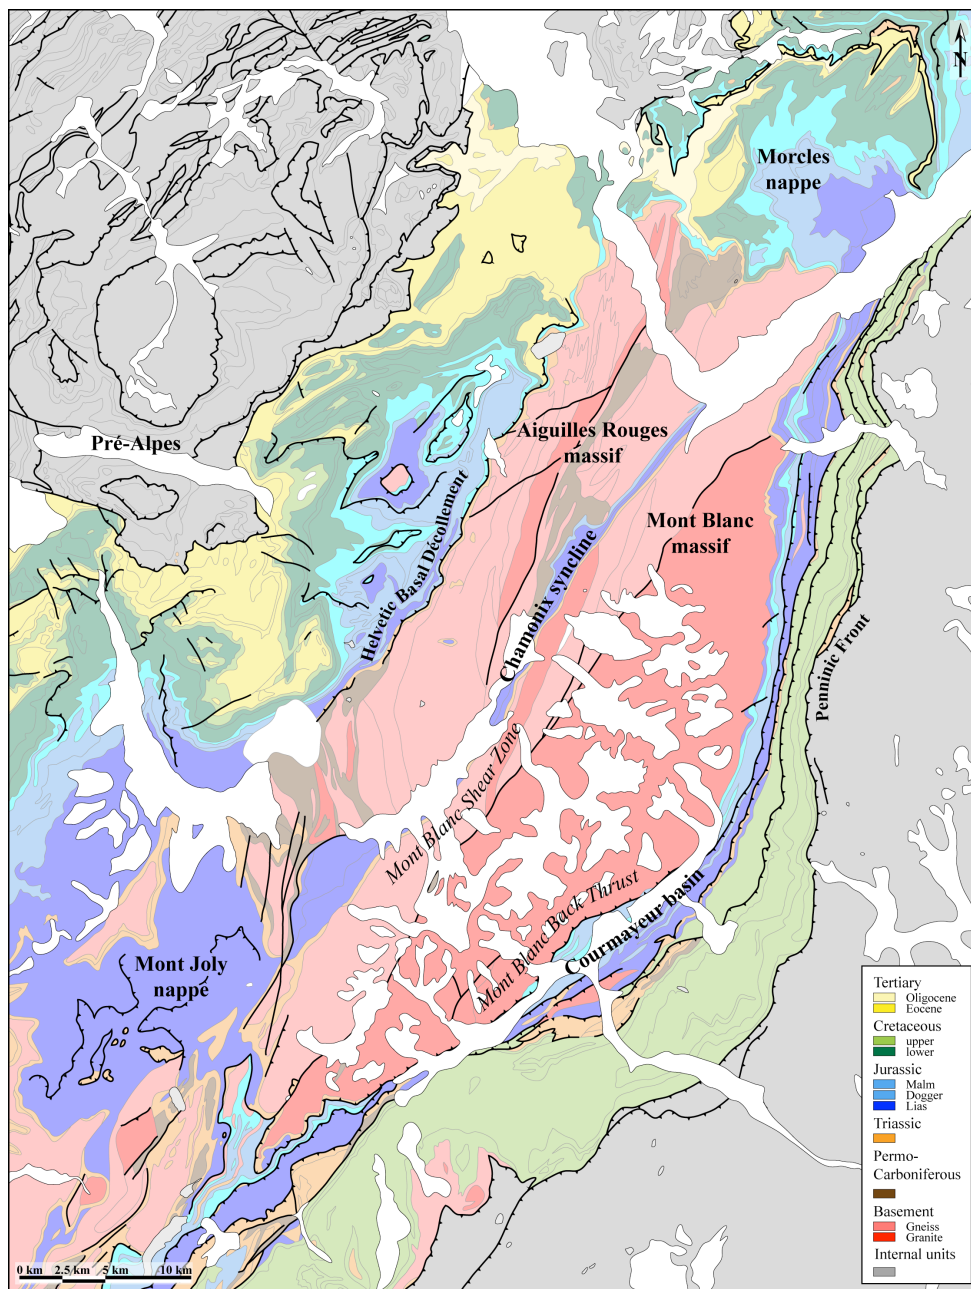 N
Morcles
nappe
Pré-Alpes
Aiguilles Rouges
massif
Mont Blanc
massif
Helvetic Basal Décollement
Chamonix syncline
Penninic Front
Mont Blanc Shear Zone
Mont Blanc Back Thrust
Courmayeur basin
Mont Joly
nappe
Tertiary
Oligocene
Eocene
Cretaceous
upper
lower
Jurassic
Malm
Dogger
Lias
Triassic
Permo-
Carboniferous
Basement
Gneiss
Granite
Internal units
0 km 2.5 km 5 km 10 km